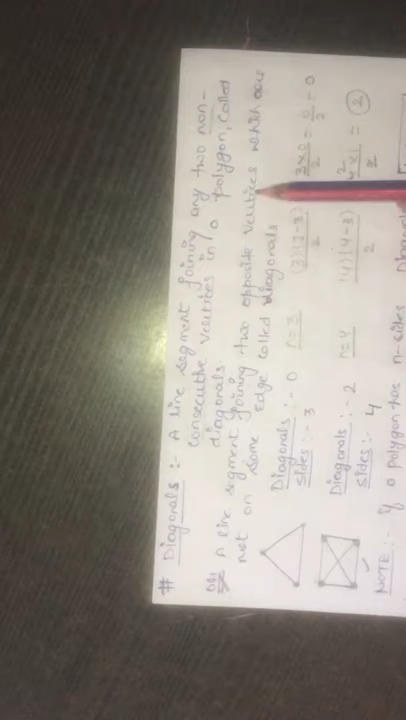 # Diagonals :- A line segment joining any two non-
consecutive vertices in a polygon, called
diagonals.
OR A line segment joining two opposite vertices which are
not on same edge called diagonals
Diagonals :- 0 n=3 (3)(3-3)/2 = 3×0/2 = 0/2 = 0
sides :- 3
Diagonals :- 2 n=4 (4)(4-3)/2 4×1/2 = 2
sides :- 4
NOTE :- if a polygon has n-sides